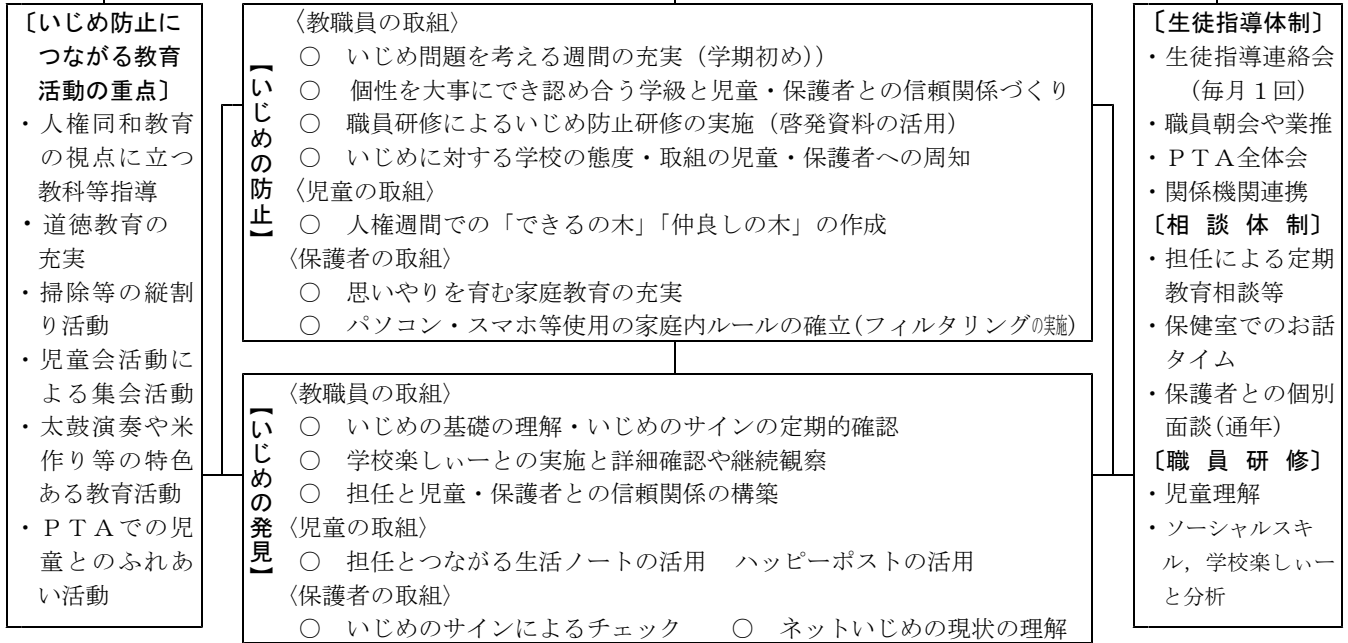 〔いじめ防止に
つながる教育
活動の重点〕
・人権同和教育
の視点に立つ
教科等指導
・道徳教育の
充実
・掃除等の縦割
り活動
・児童会活動に
よる集会活動
・太鼓演奏や米
作り等の特色
ある教育活動
・ＰＴＡでの児
童とのふれあ
い活動
【いじめの防止】
〈教職員の取組〉
○ いじめ問題を考える週間の充実（学期初め））
○ 個性を大事にでき認め合う学級と児童・保護者との信頼関係づくり
○ 職員研修によるいじめ防止研修の実施（啓発資料の活用）
○ いじめに対する学校の態度・取組の児童・保護者への周知
〈児童の取組〉
○ 人権週間での「できるの木」「仲良しの木」の作成
〈保護者の取組〉
○ 思いやりを育む家庭教育の充実
○ パソコン・スマホ等使用の家庭内ルールの確立(フィルタリングの実施)
【いじめの発見】
〈教職員の取組〉
○ いじめの基礎の理解・いじめのサインの定期的確認
○ 学校楽しぃーとの実施と詳細確認や継続観察
○ 担任と児童・保護者との信頼関係の構築
〈児童の取組〉
○ 担任とつながる生活ノートの活用 ハッピーポストの活用
〈保護者の取組〉
○ いじめのサインによるチェック ○ ネットいじめの現状の理解
〔生徒指導体制〕
・生徒指導連絡会
（毎月１回）
・職員朝会や業推
・ＰＴＡ全体会
・関係機関連携
〔相 談 体 制〕
・担任による定期
教育相談等
・保健室でのお話
タイム
・保護者との個別
面談(通年)
〔職 員 研 修〕
・児童理解
・ソーシャルスキ
ル，学校楽しぃー
と分析